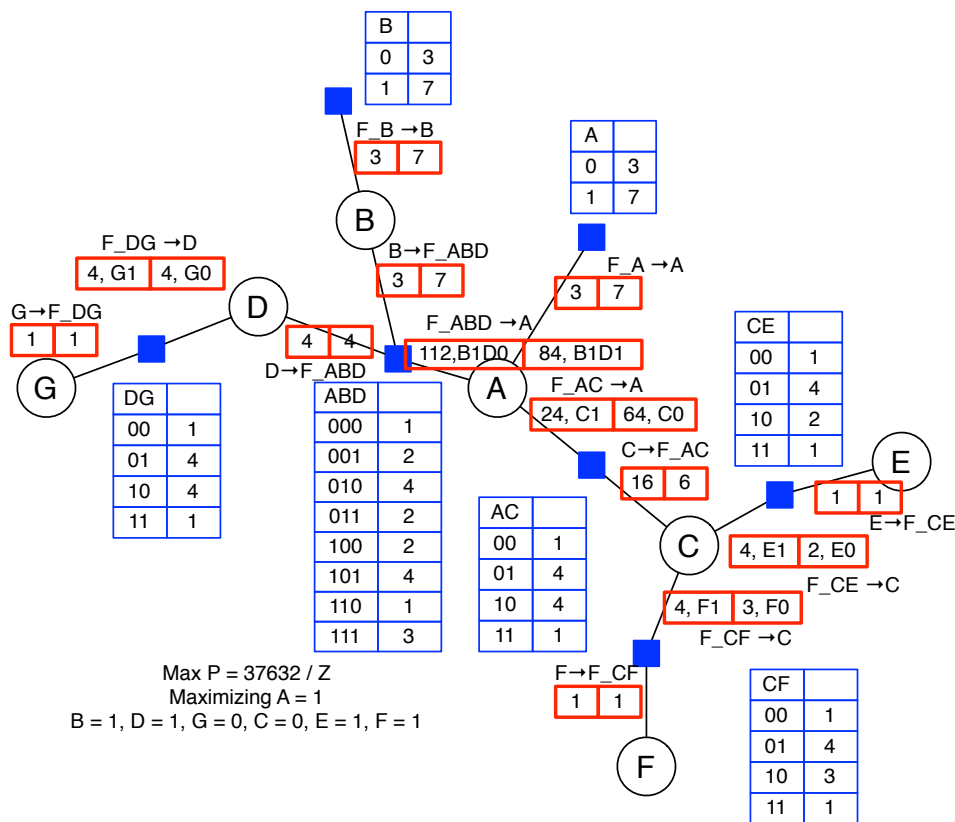 B
0 3
1 7
F_B →B
3 7
A
0 3
1 7
B
F_DG →D
4, G1 4, G0
B→F_ABD
3 7
F_A →A
3 7
G→F_DG
1 1
D
F_ABD →A
112,B1D0 84, B1D1
4 4
D→F_ABD
G
A
CE
00 1
01 4
10 2
11 1
DG
00 1
01 4
10 4
11 1
ABD
000 1
001 2
010 4
011 2
100 2
101 4
110 1
111 3
F_AC →A
24, C1 64, C0
C→F_AC
16 6
E
1 1
E→F_CE
AC
00 1
01 4
10 4
11 1
C
4, E1 2, E0
F_CE →C
4, F1 3, F0
F_CF →C
F→F_CF
1 1
Max P = 37632 / Z
Maximizing A = 1
B = 1, D = 1, G = 0, C = 0, E = 1, F = 1
CF
00 1
01 4
10 3
11 1
F